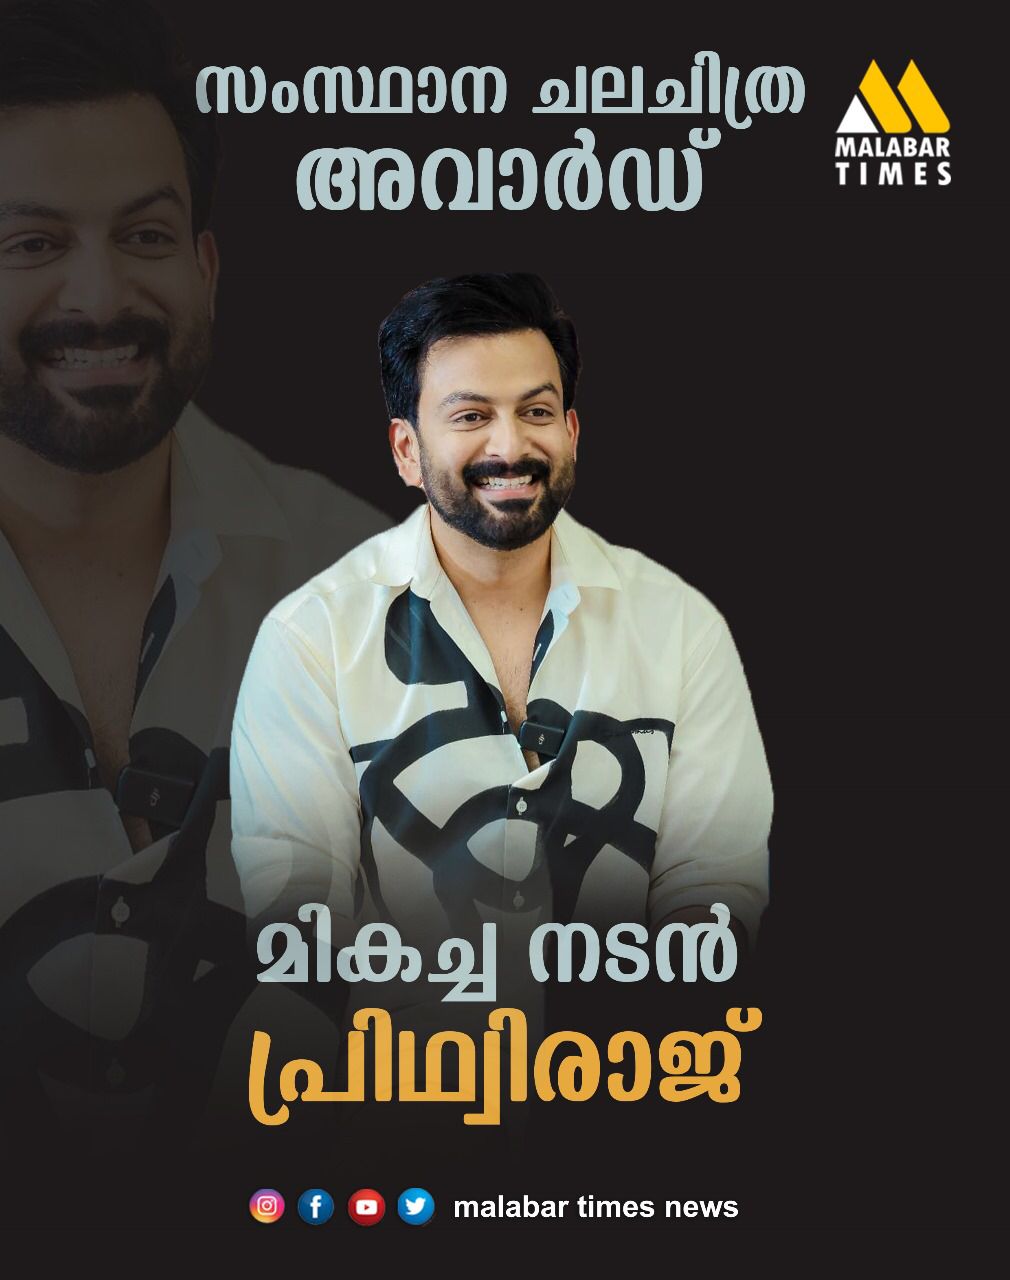 സംസ്ഥാന ചലചിത്ര
അവാർഡ്
MALABAR
TIMES
മികച്ച നടൻ
പ്രിഥ്വിരാജ്
malabar times news